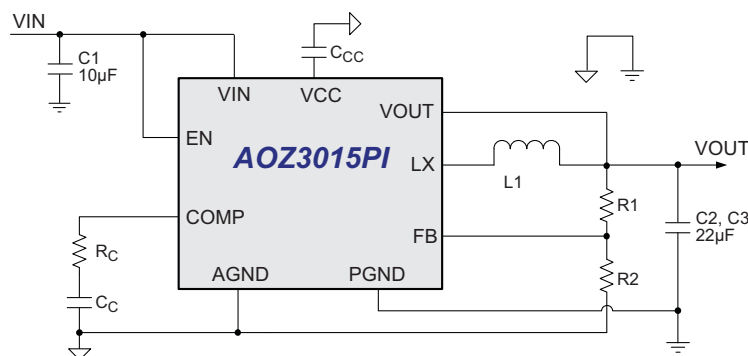 VIN
C1
10µF
CCC
VIN
VCC
VOUT
EN
AOZ3015PI
LX
L1
VOUT
R1
C2, C3
22µF
COMP
FB
RC
AGND
PGND
R2
CC